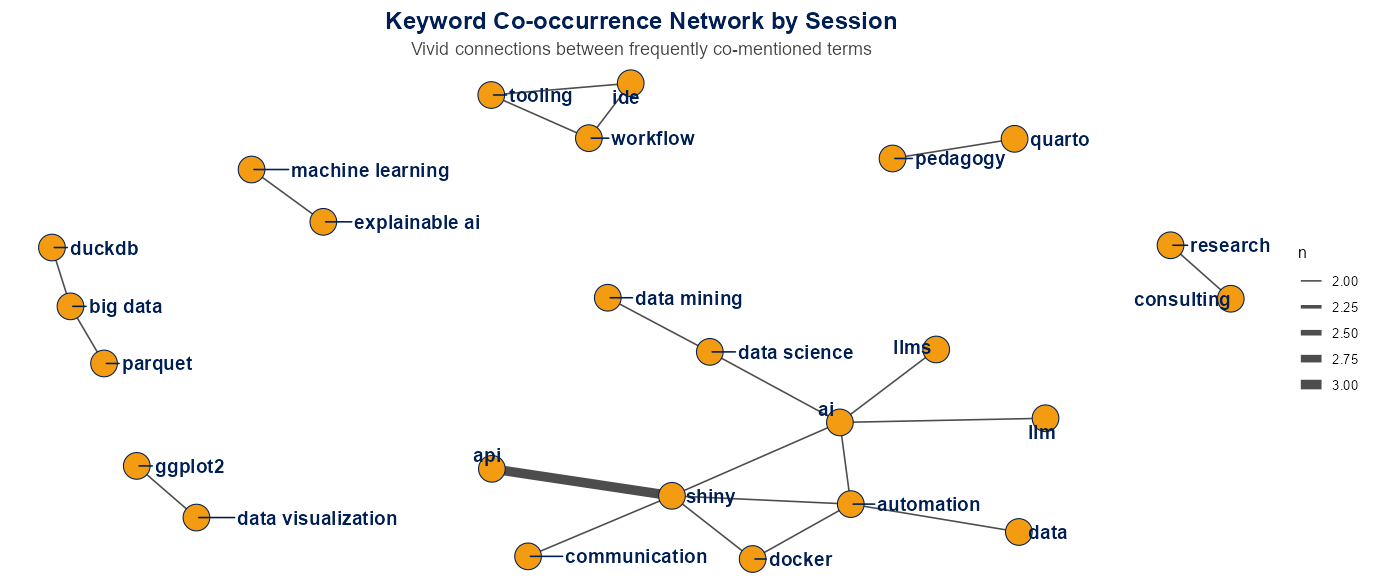 Keyword Co-occurrence Network by Session
Vivid connections between frequently co-mentioned terms
tooling
ide
workflow
quarto
pedagogy
machine learning
explainable ai
duckdb
big data
parquet
research
consulting
n
2.00
2.25
2.50
2.75
3.00
data mining
data science
llms
ai
llm
api
shiny
automation
data
communication
docker
ggplot2
data visualization